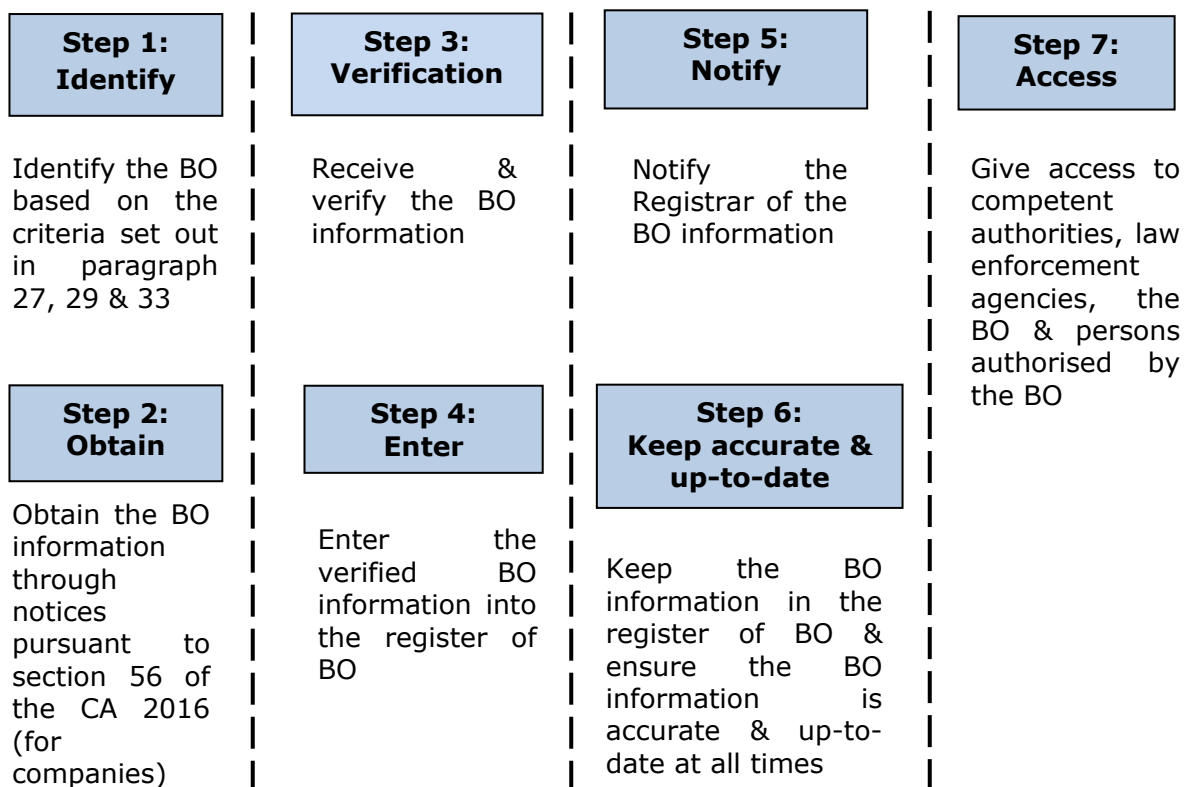 Step 1:
Identify
Identify the BO
based on the
criteria set out
in paragraph
27, 29 & 33
Step 2:
Obtain
Obtain the BO
information
through
notices
pursuant to
section 56 of
the CA 2016
(for
companies)
Step 3:
Verification
Receive &
verify the BO
information
Step 4:
Enter
Enter the
verified BO
information into
the register of
BO
Step 5:
Notify
Notify the
Registrar of the
BO information
Step 6:
Keep accurate &
up-to-date
Keep the BO
information in the
register of BO &
ensure the BO
information is
accurate & up-to-
date at all times
Step 7:
Access
Give access to
competent
authorities, law
enforcement
agencies, the
BO & persons
authorised by
the BO